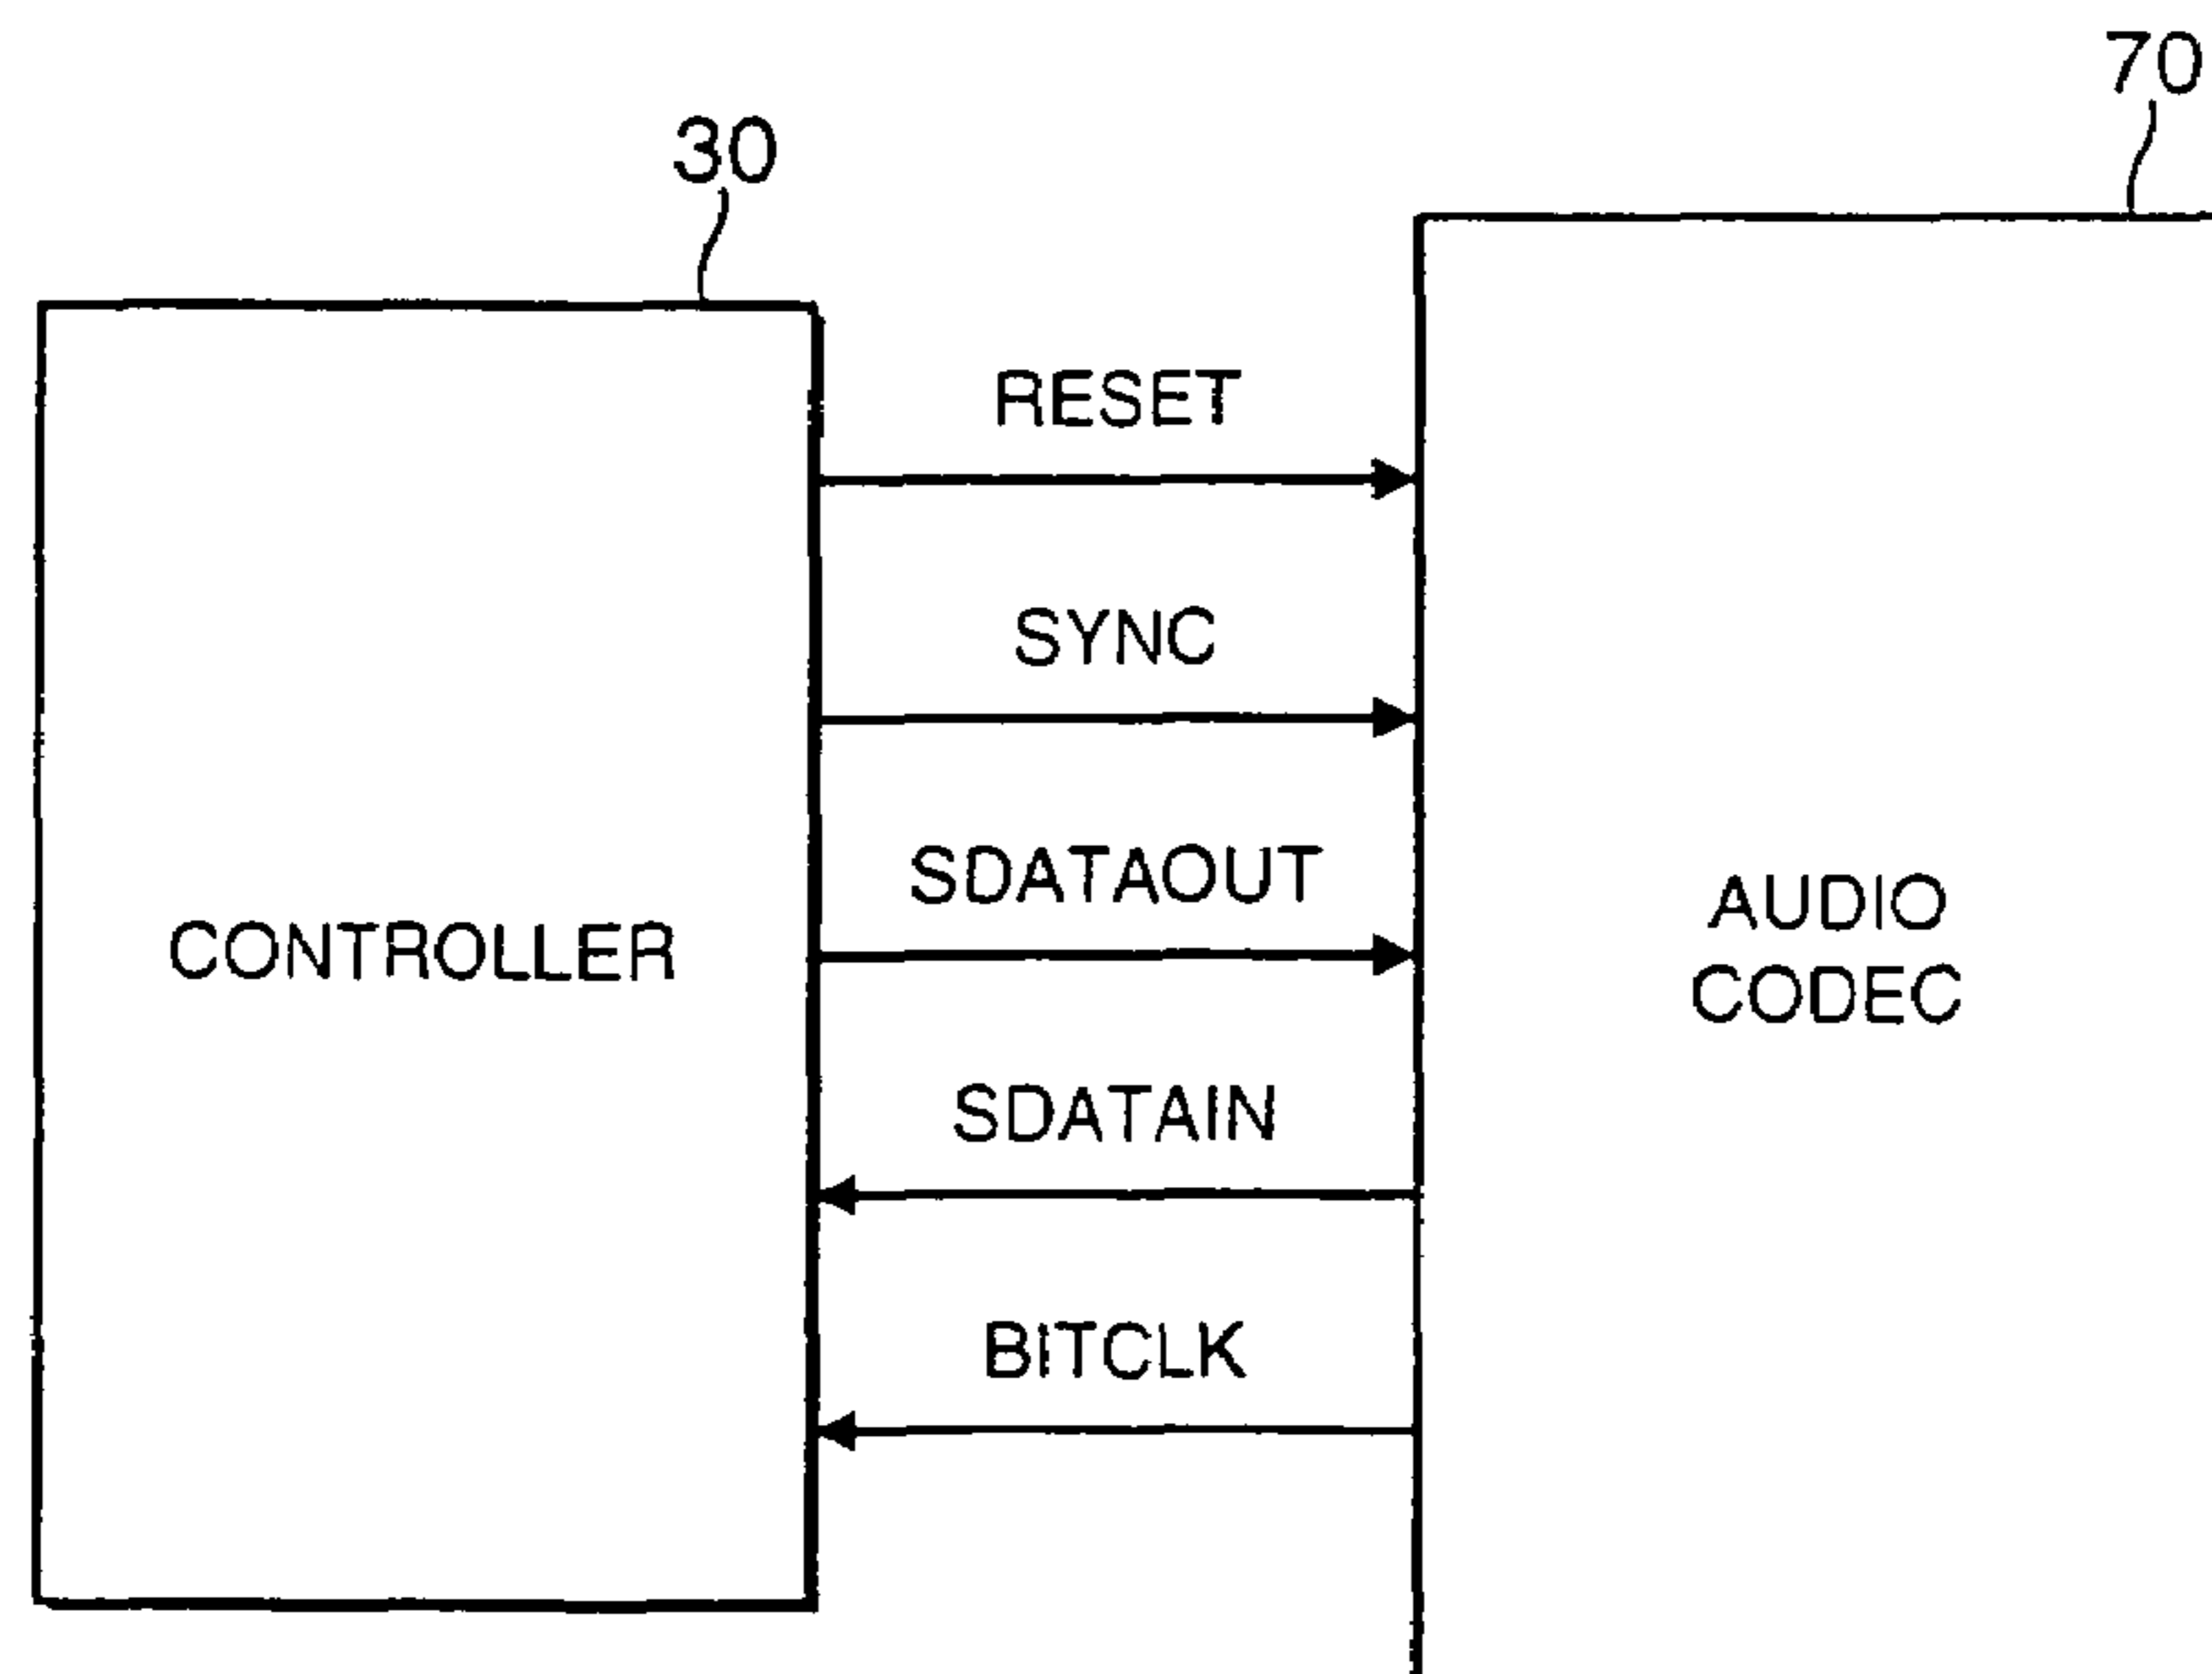 70
30
RESET
SYNC
SDATAOUT
CONTROLLER
AUDIO
CODEC
SDATAIN
BITCLK